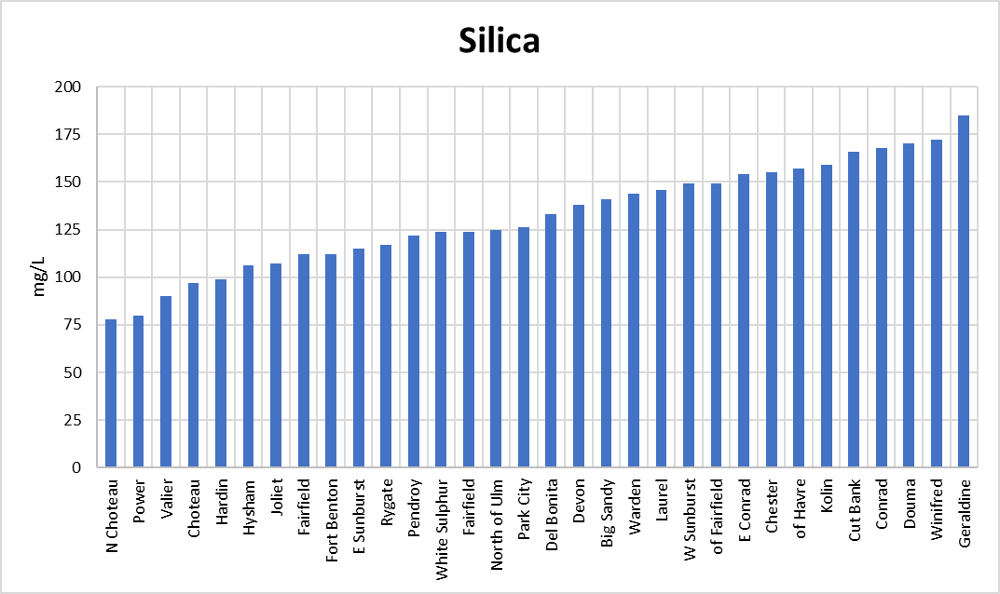 Silica
mg/L
200
175
150
125
100
75
50
25
0
N Choteau
Power
Valier
Choteau
Hardin
Hysham
Joliet
Fairfield
Fort Benton
E Sunburst
Rygate
Pendroy
White Sulphur
Fairfield
North of Ulm
Park City
Del Bonita
Devon
Big Sandy
Warden
Laurel
W Sunburst
of Fairfield
E Conrad
Chester
of Havre
Kolin
Cut Bank
Conrad
Douma
Winifred
Geraldine